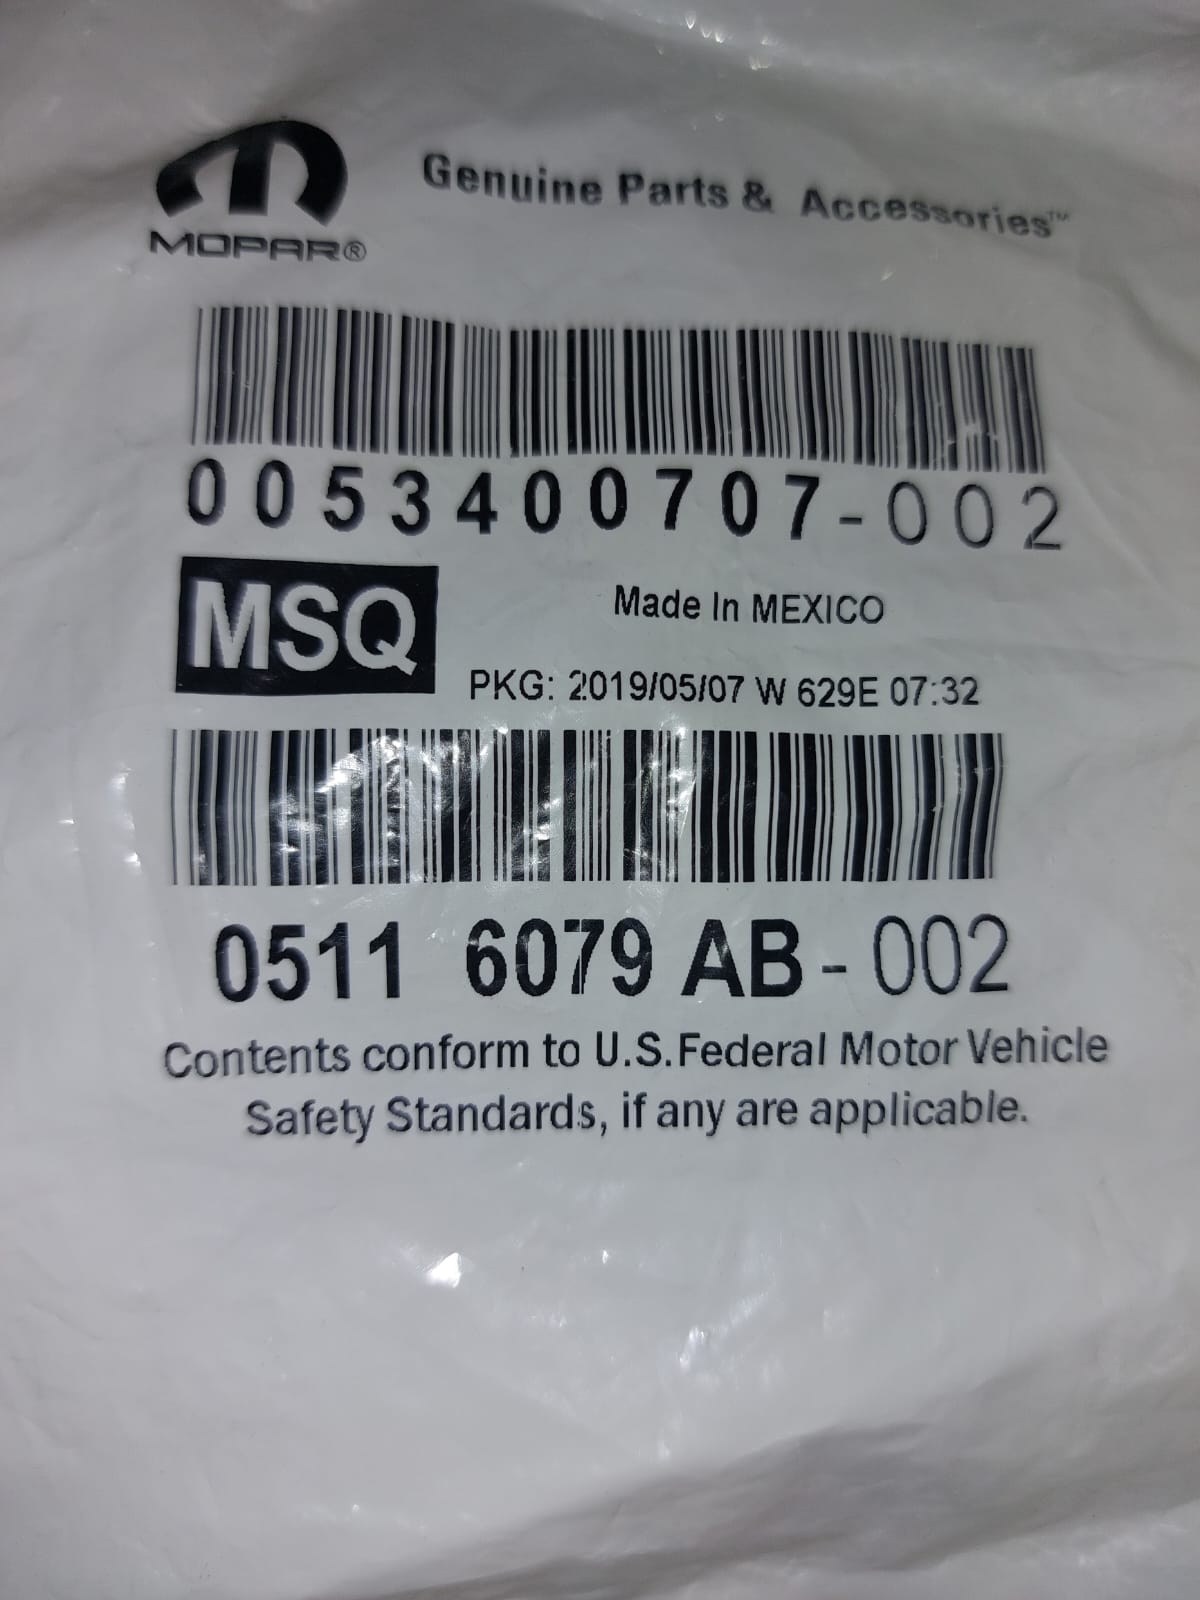 MOPAR®
Genuine Parts & Accessories™
0053400707-002
MSQ
Made In MEXICO
PKG: 2019/05/07 W 629E 07:32
0511 6079 AB-002
Contents conform to U.S.Federal Motor Vehicle
Safety Standards, if any are applicable.